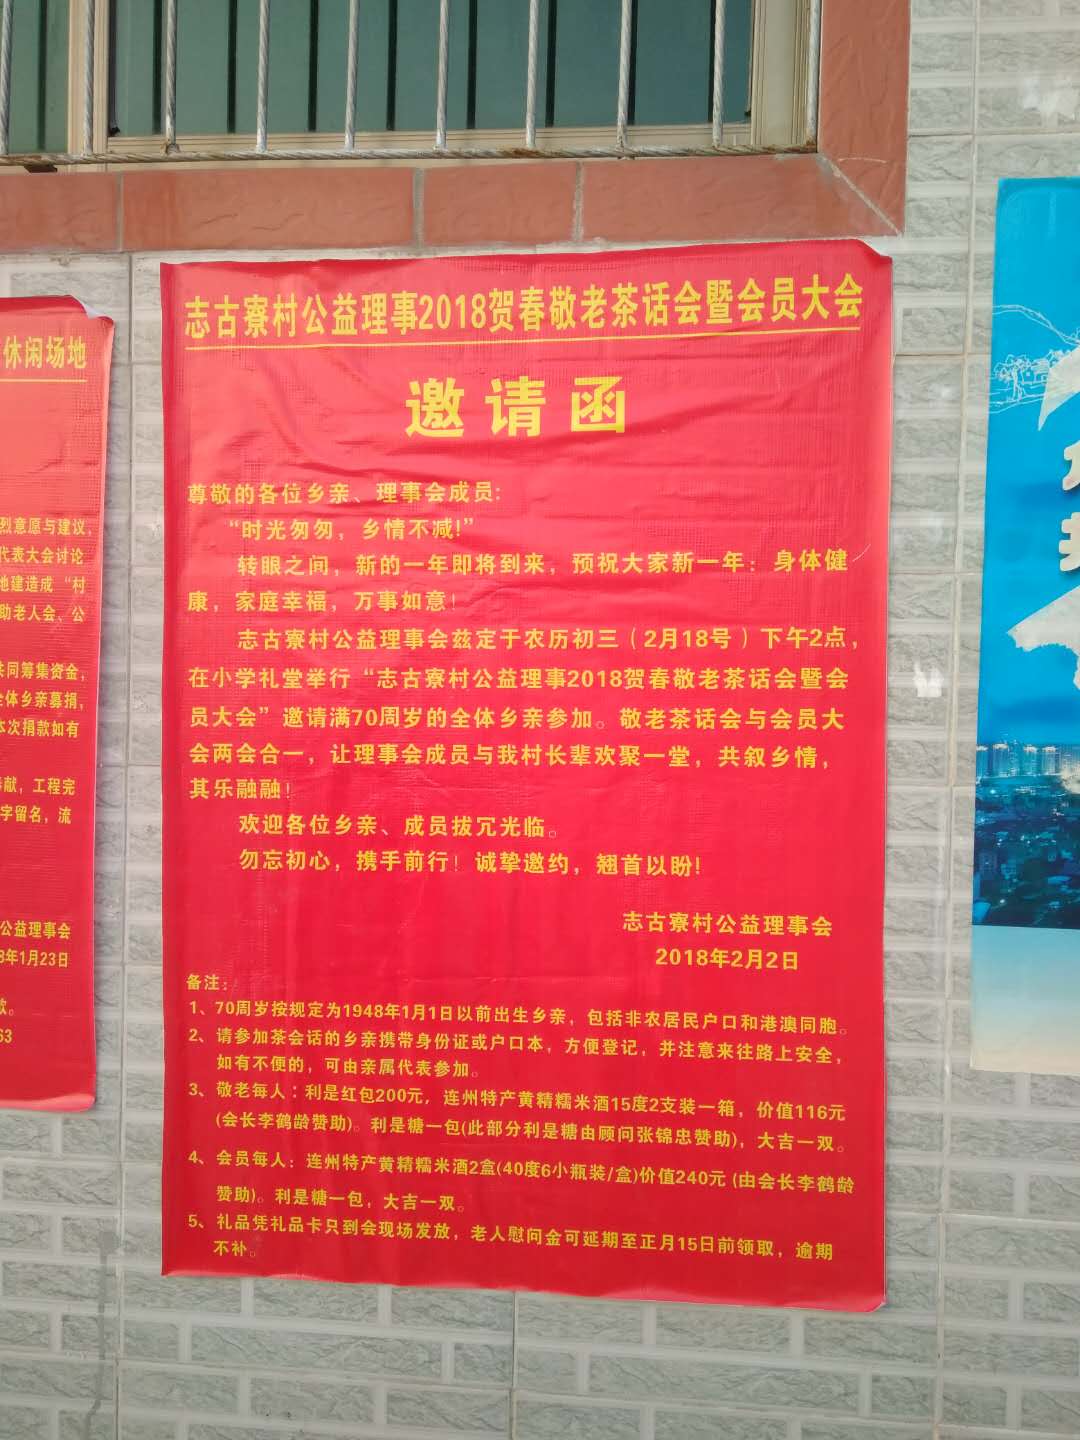 志古寮村公益理事2018贺春敬老茶话会暨会员大会
邀请函
尊敬的各位乡亲、理事会成员:
“时光匆匆，乡情不减!”
转眼之间，新的一年即将到来，预祝大家新一年：身体健
康，家庭幸福，万事如意!
志古寮村公益理事会兹定于农历初三（2月18号）下午2点，
在小学礼堂举行“志古寮村公益理事2018贺春敬老茶话会暨会
员大会”邀请满70周岁的全体乡亲参加。敬老茶话会与会员大
会两会合一，让理事会成员与我村长辈欢聚一堂，共叙乡情，
其乐融融!
欢迎各位乡亲、成员拔冗光临。
勿忘初心，携手前行! 诚挚邀约，翘首以盼!
志古寮村公益理事会
2018年2月2日
备注:
1、70周岁按规定为1948年1月1日以前出生乡亲，包括非农居民户口和港澳同胞。
2、请参加茶会话的乡亲携带身份证或户口本，方便登记，并注意来往路上安全，
如有不便的，可由亲属代表参加。
3、敬老每人：利是红包200元，连州特产黄精糯米酒15度2支装一箱，价值116元
(会长李鹤龄赞助)。利是糖一包(此部分利是糖由顾问张锦忠赞助)，大吉一双。
4、会员每人：连州特产黄精糯米酒2盒(40度6小瓶装/盒)价值240元 (由会长李鹤龄
赞助)。利是糖一包，大吉一双。
5、礼品凭礼品卡只到会现场发放，老人慰问金可延期至正月15日前领取，逾期
不补。
休闲场地
烈意愿与建议，
代表大会讨论
地建造成“村
助老人会、公
共同筹集资金，
全体乡亲募捐，
本次捐款如有
献，工程完
字留名，流
公益理事会
8年1月23日
款。
63